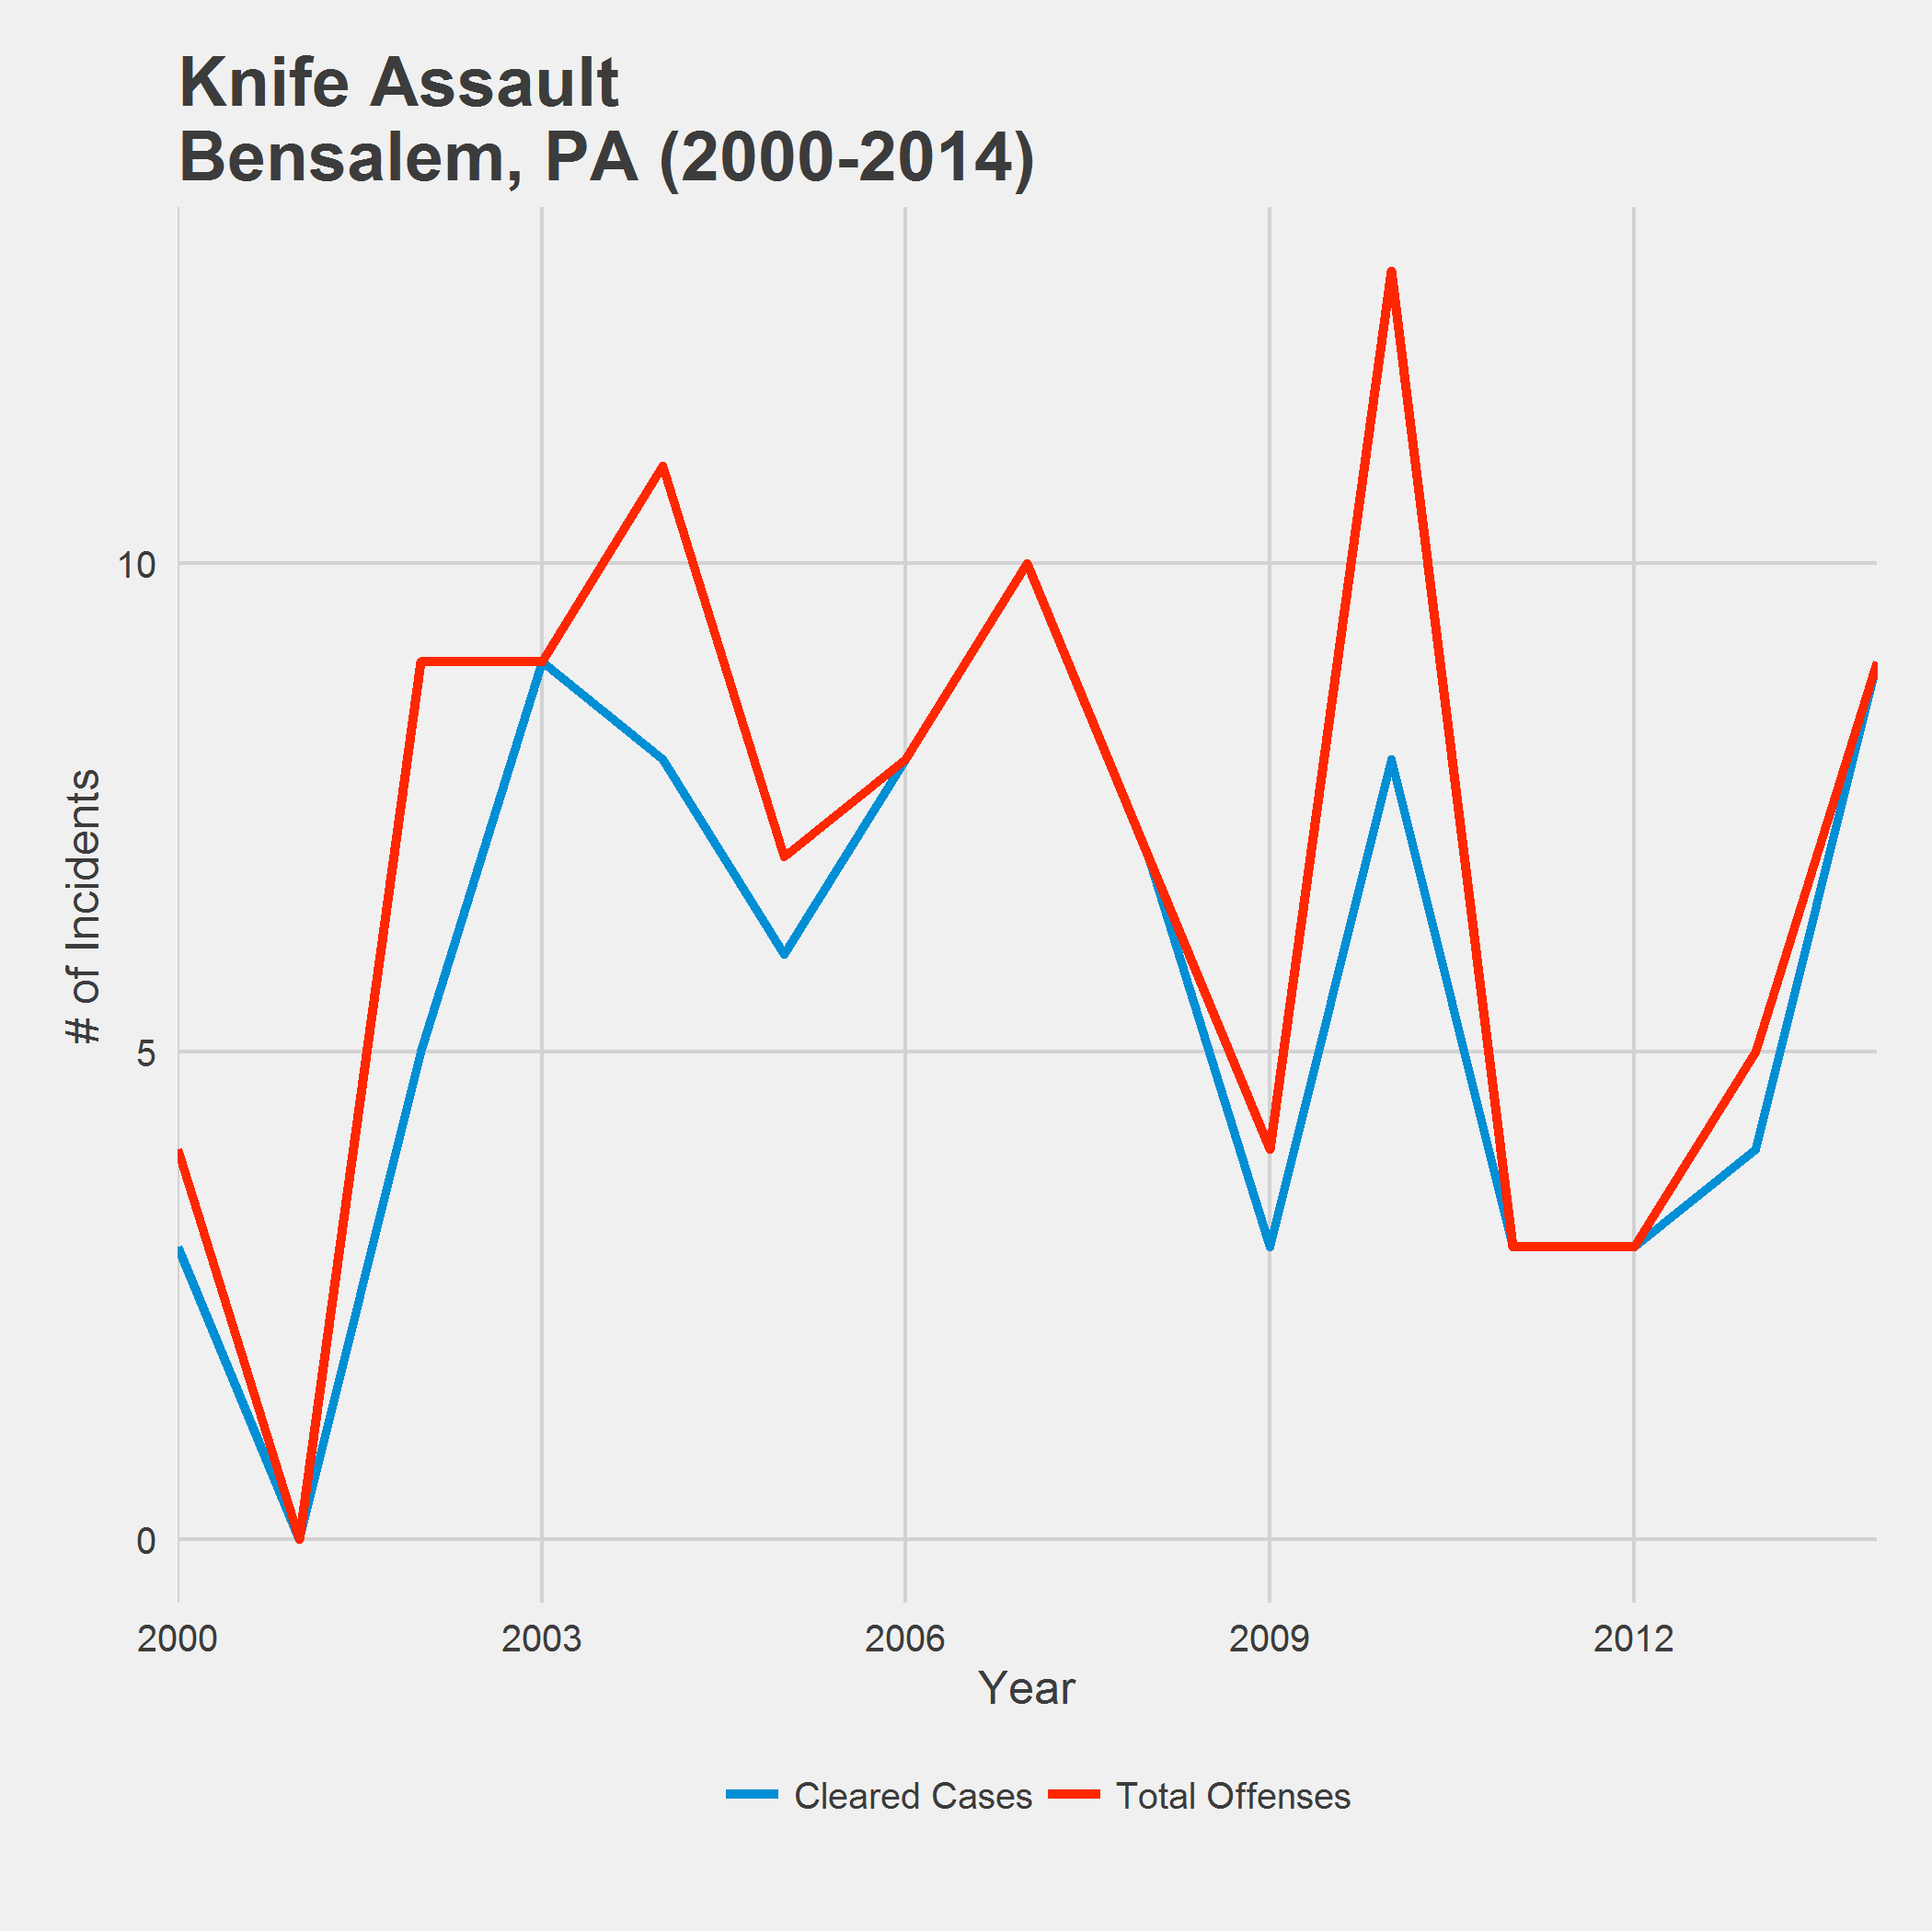 Knife Assault
Bensalem, PA (2000-2014)
10
5
0
# of Incidents
2000 2003 2006 2009 2012
Year
Cleared Cases Total Offenses